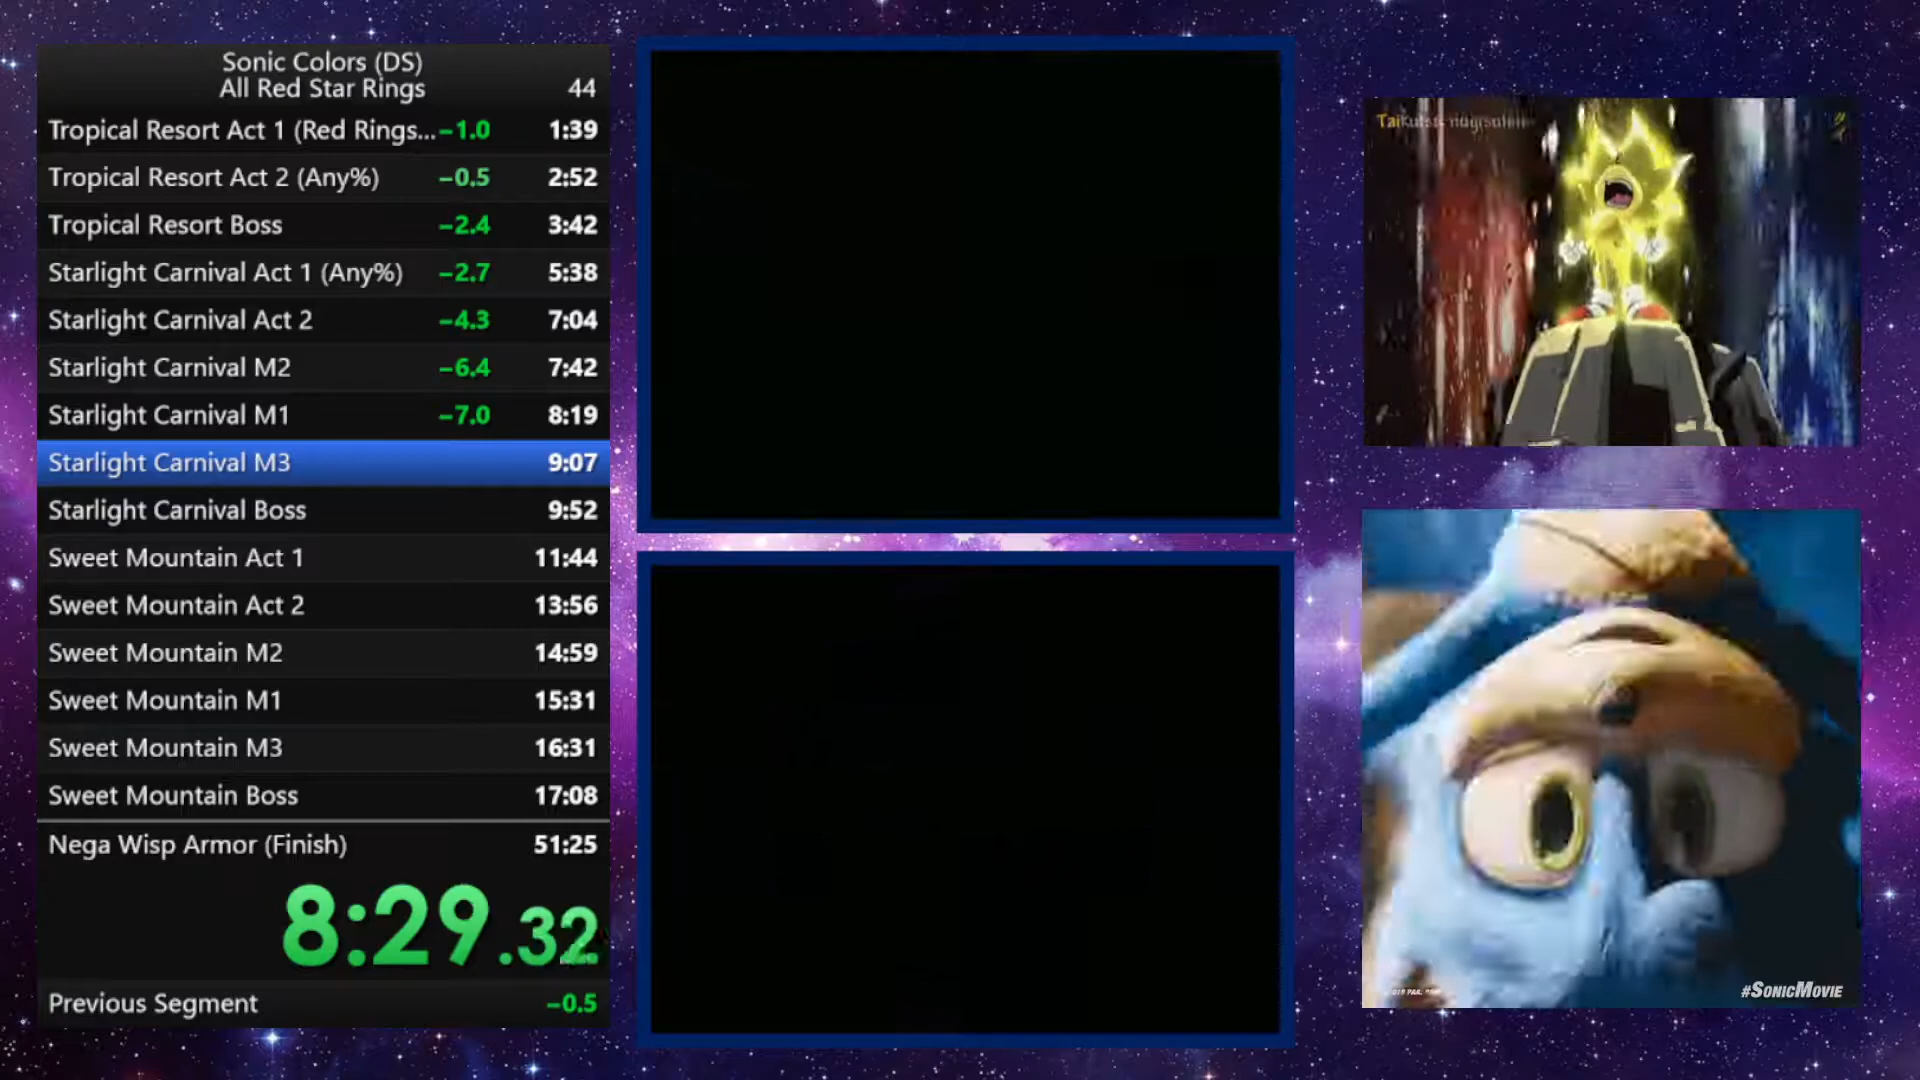 Sonic Colors (DS)
All Red Star Rings 44
Tropical Resort Act 1 (Red Rings... −1.0 1:39
Tropical Resort Act 2 (Any%) −0.5 2:52
Tropical Resort Boss −2.4 3:42
Starlight Carnival Act 1 (Any%) −2.7 5:38
Starlight Carnival Act 2 −4.3 7:04
Starlight Carnival M2 −6.4 7:42
Starlight Carnival M1 −7.0 8:19
Starlight Carnival M3 9:07
Starlight Carnival Boss 9:52
Sweet Mountain Act 1 11:44
Sweet Mountain Act 2 13:56
Sweet Mountain M2 14:59
Sweet Mountain M1 15:31
Sweet Mountain M3 16:31
Sweet Mountain Boss 17:08
Nega Wisp Armor (Finish) 51:25
8:29.32
Previous Segment −0.5
#SONICMOVIE